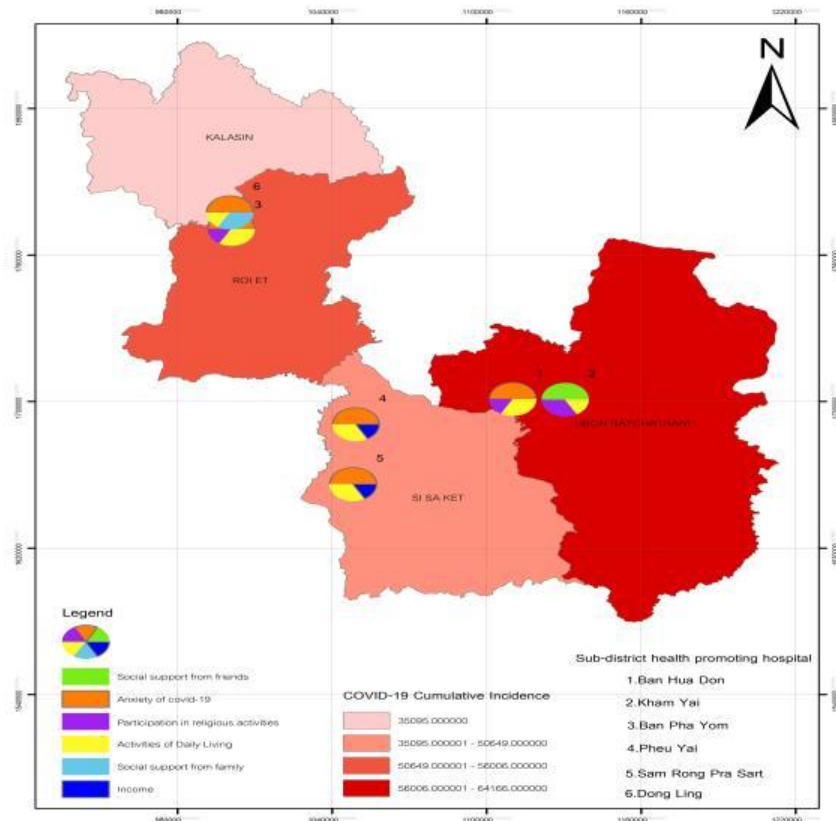 N
KALASIN
6
3
ROI ET
1
2
4
5
SI SA KET
Legend
Social support from friends
Anxiety of covid-19
Participation in religious activities
Activities of Daily Living
Social support from family
Income
COVID-19 Cumulative Incidence
35095.000000
35095.000001 - 50649.000000
50649.000001 - 56006.000000
56006.000001 - 64166.000000
Sub-district health promoting hospital
1.Ban Hua Don
2.Kham Yai
3.Ban Pha Yom
4.Pheu Yai
5.Sam Rong Pra Sart
6.Dong Ling